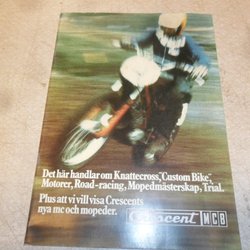 Det här handlar om Knattecross, "Custom Bike",
Motorer, Road-racing, Mopedmästerskap, Trial.
Plus att vi vill visa Crescents
nya mc och mopeder.
Crescent MCB